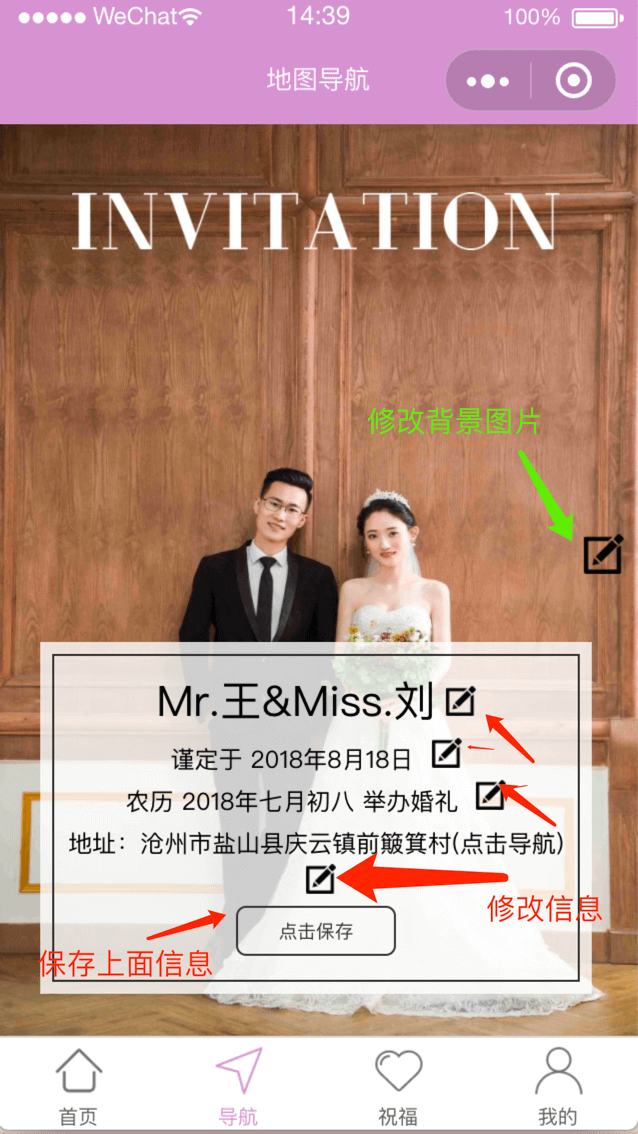 WeChat
14:39
100%
地图导航
INVITATION
修改背景图片
Mr.王&Miss.刘
谨定于 2018年8月18日
农历 2018年七月初八 举办婚礼
地址：沧州市盐山县庆云镇前簸箕村(点击导航)
修改信息
点击保存
保存上面信息
首页
导航
祝福
我的